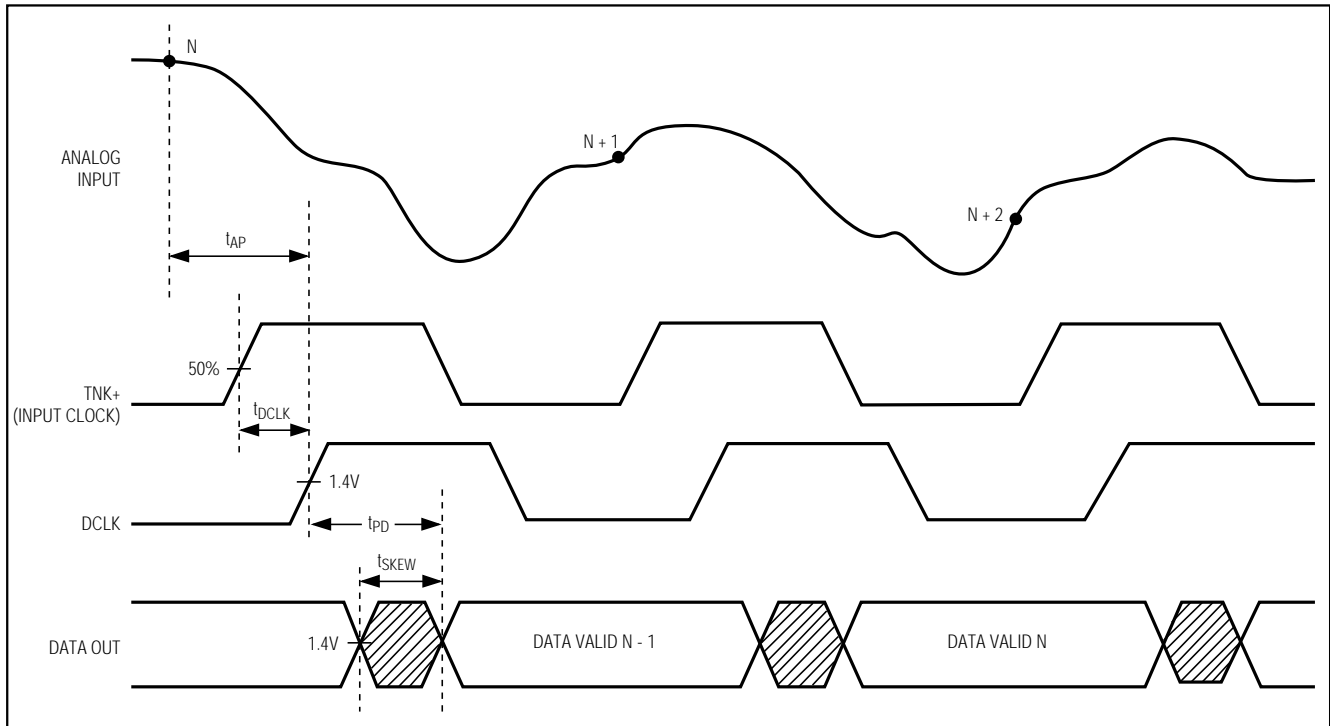 N
ANALOG
INPUT
N + 1
N + 2
tAP
50%
TNK+
(INPUT CLOCK)
tDCLK
1.4V
DCLK
tPD
tSKEW
DATA OUT
1.4V
DATA VALID N - 1
DATA VALID N